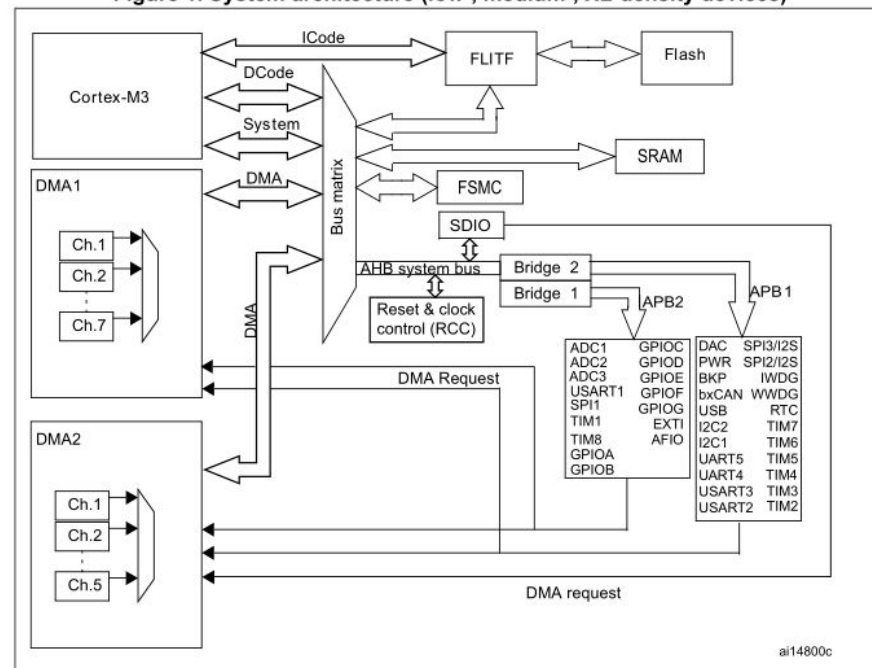 Figure 1. System architecture (low-, medium-, XL-density devices)
ICode
FLITF
Flash
DCode
Cortex-M3
System
SRAM
DMA
DMA1
Bus matrix
FSMC
SDIO
Ch.1
Ch.2
Ch.7
AHB system bus
Bridge 2
Bridge 1
APB2
APB1
DMA
Reset & clock
control (RCC)
ADC1 GPIOC
ADC2 GPIOD
ADC3 GPIOE
USART1 GPIOF
SPI1 GPIOG
TIM1 EXTI
TIM8 AFIO
GPIOA
GPIOB
DAC SPI3/I2S
PWR SPI2/I2S
BKP IWDG
bxCAN WWDG
USB RTC
I2C2 TIM7
I2C1 TIM6
UART5 TIM5
UART4 TIM4
USART3 TIM3
USART2 TIM2
DMA Request
DMA2
Ch.1
Ch.2
Ch.5
DMA request
ai14800c